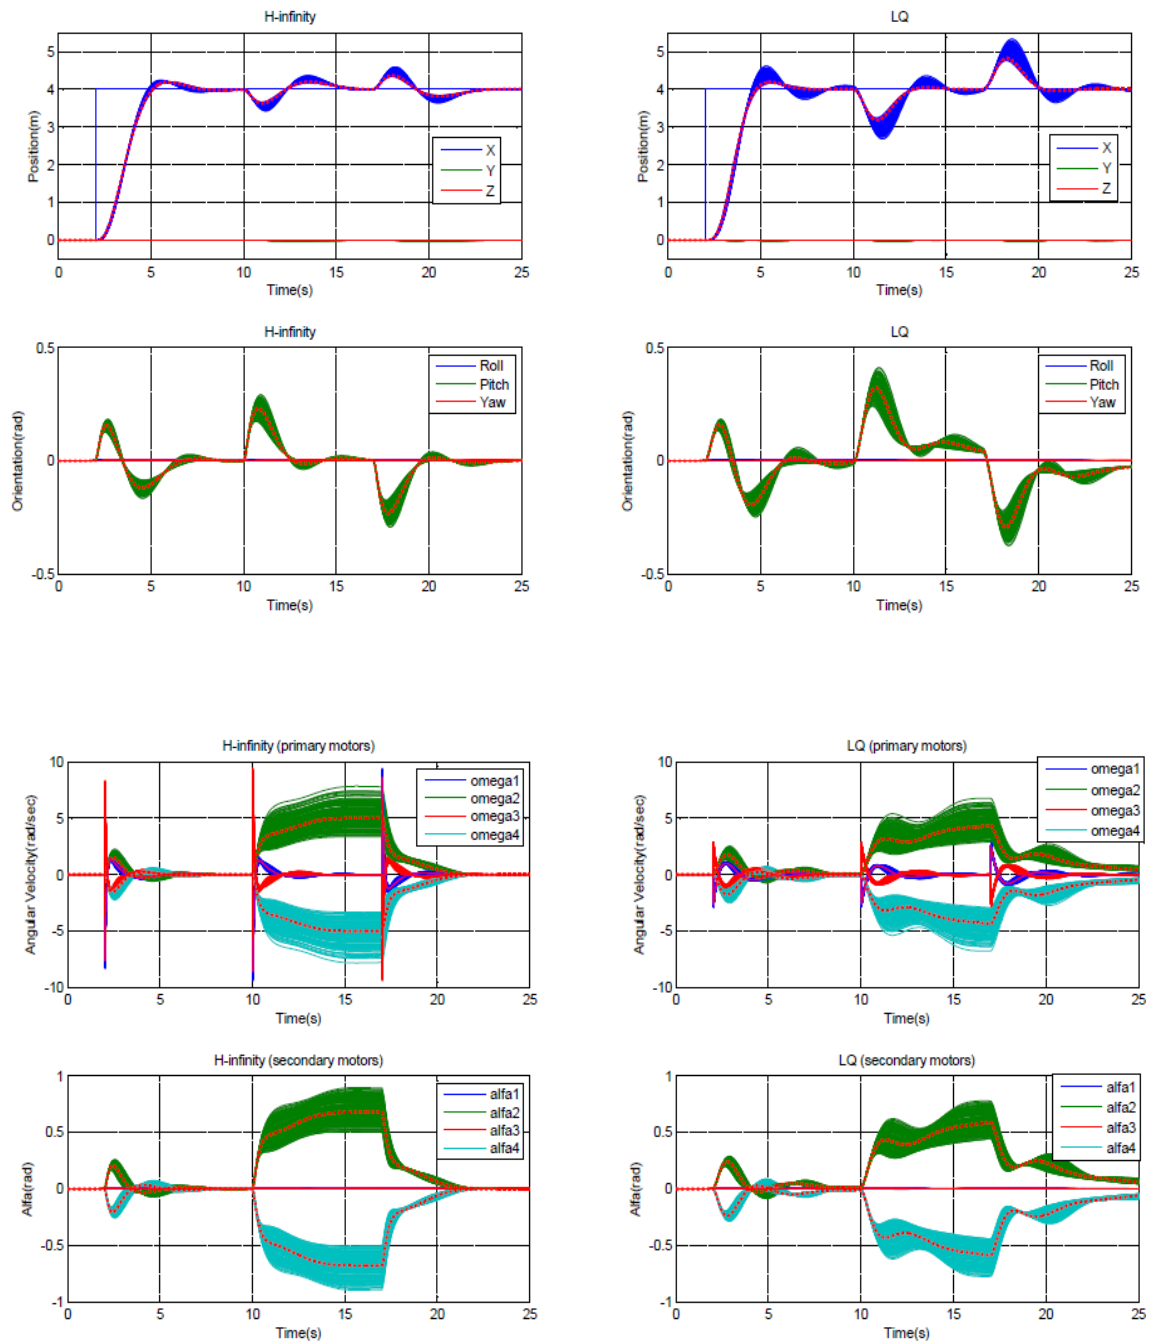 H-infinity
5
4
3
2
1
0
Position(m)
X
Y
Z
0 5 10 15 20 25
Time(s)
LQ
5
4
3
2
1
0
Position(m)
X
Y
Z
0 5 10 15 20 25
Time(s)
H-infinity
0.5
0
-0.5
Orientation(rad)
Roll
Pitch
Yaw
0 5 10 15 20 25
Time(s)
LQ
0.5
0
-0.5
Orientation(rad)
Roll
Pitch
Yaw
0 5 10 15 20 25
Time(s)
H-infinity (primary motors)
10
5
0
-5
-10
Angular Velocity(rad/sec)
omega1
omega2
omega3
omega4
0 5 10 15 20 25
Time(s)
LQ (primary motors)
10
5
0
-5
-10
Angular Velocity(rad/sec)
omega1
omega2
omega3
omega4
0 5 10 15 20 25
Time(s)
H-infinity (secondary motors)
1
0.5
0
-0.5
-1
Alfa(rad)
alfa1
alfa2
alfa3
alfa4
0 5 10 15 20 25
Time(s)
LQ (secondary motors)
1
0.5
0
-0.5
-1
Alfa(rad)
alfa1
alfa2
alfa3
alfa4
0 5 10 15 20 25
Time(s)